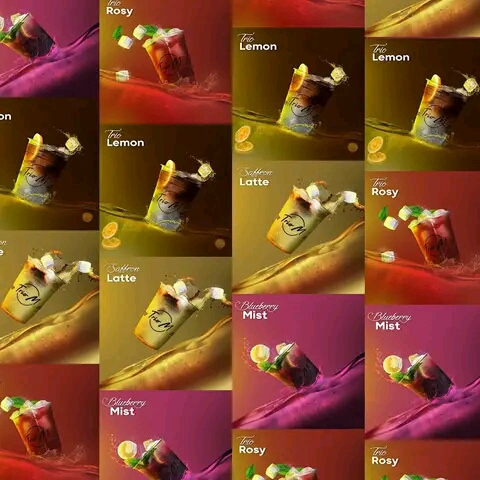 on
e
Trio
Rosy
Trio
Lemon
Saffron
Latte
Blueberry
Mist
Trio
Lemon
Saffron
Latte
Blueberry
Mist
Trio
Rosy
Trio
Lemon
Trio
Rosy
Blueberry
Mist
Trio
Rosy